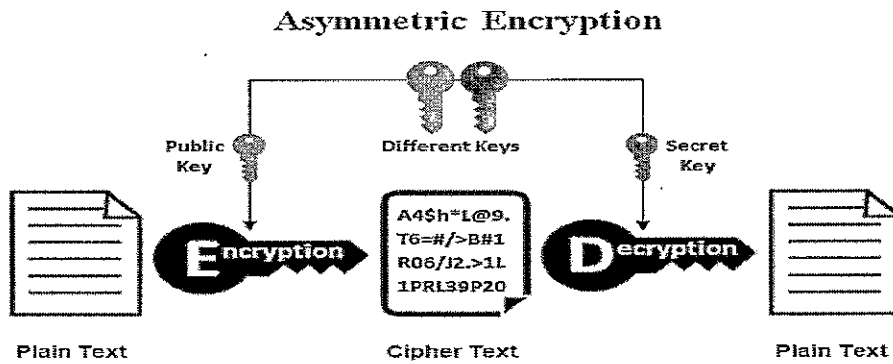 Asymmetric Encryption
Public
Key
Different Keys
Secret
Key
Encryption
A4$h*L@9.
T6=#/>B#1
R06/J2.>1L
1PRL39P20
Decryption
Plain Text
Cipher Text
Plain Text